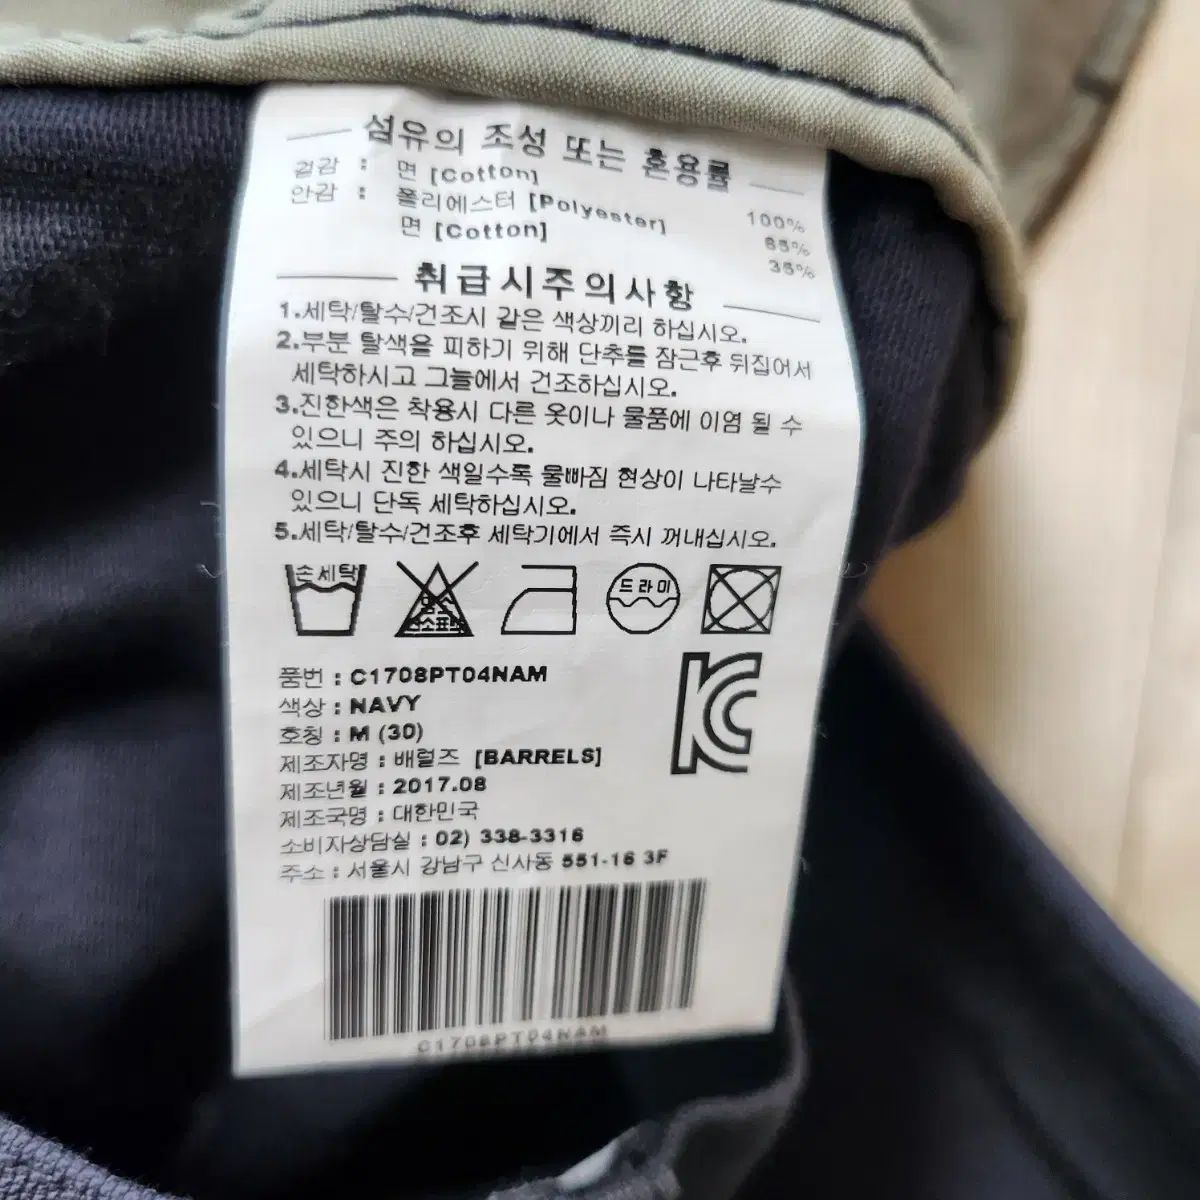 섬유의 조성 또는 혼용률
겉감 : 면 [Cotton] 100%
안감 : 폴리에스터 [Polyester] 65%
면 [Cotton] 35%
취급시주의사항
1.세탁/탈수/건조시 같은 색상끼리 하십시오.
2.부분 탈색을 피하기 위해 단추를 잠근후 뒤집어서
세탁하시고 그늘에서 건조하십시오.
3.진한색은 착용시 다른 옷이나 물품에 이염 될 수
있으니 주의 하십시오.
4.세탁시 진한 색일수록 물빠짐 현상이 나타날수
있으니 단독 세탁하십시오.
5.세탁/탈수/건조후 세탁기에서 즉시 꺼내십시오.
손세탁 염소 산소표백 드라이
품번 : C1708PT04NAM
색상 : NAVY
호칭 : M (30)
제조자명 : 배럴즈 [BARRELS]
제조년월 : 2017.08
제조국명 : 대한민국
소비자상담실 : 02) 338-3316
주소 : 서울시 강남구 신사동 551-16 3F
C1708PT04NAM